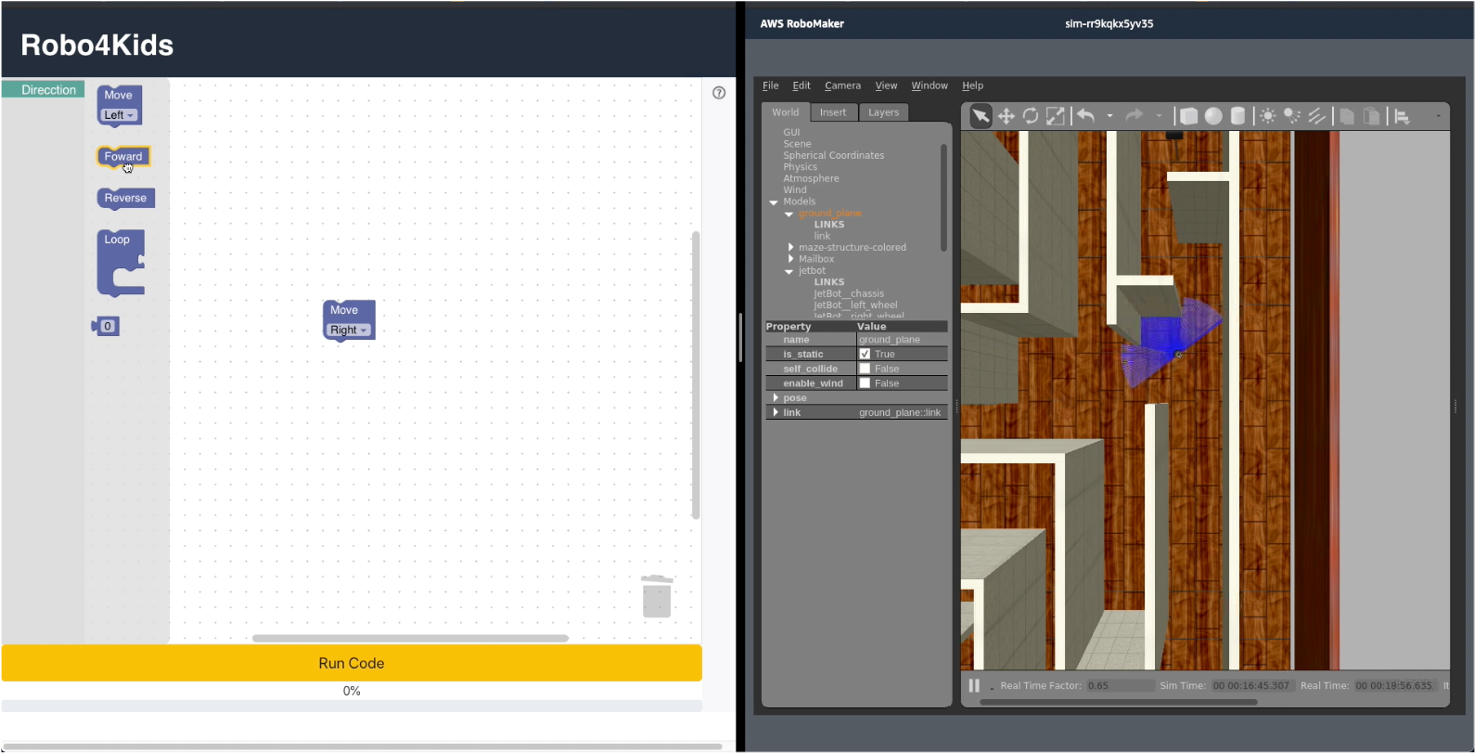 Robo4Kids
Direcction
Move
Left
Foward
Reverse
Loop
0
Move
Right
Run Code
0%
AWS RoboMaker
sim-rr9kqkx5yv35
File Edit Camera View Window Help
World Insert Layers
GUI
Scene
Spherical Coordinates
Physics
Atmosphere
Wind
Models
ground_plane
LINKS
link
maze-structure-colored
Mailbox
jetbot
LINKS
JetBot__chassis
JetBot__left_wheel
JetBot__right_wheel
Property Value
name ground_plane
is_static True
self_collide False
enable_wind False
pose
link ground_plane::link
Real Time Factor: 0.65 Sim Time: 00 00:16:45.307 Real Time: 00 00:18:56.635 It